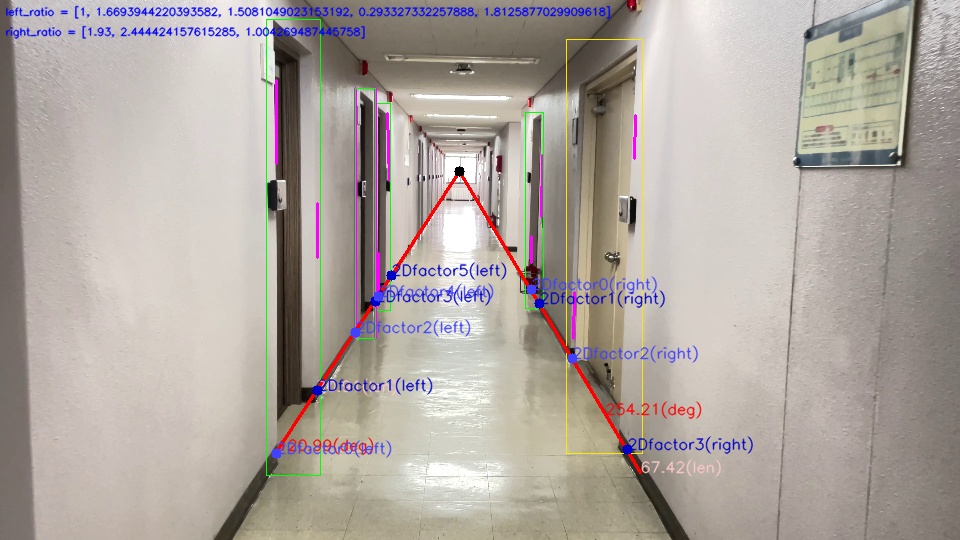 left_ratio = [1, 1.6693944220393582, 1.5081049023153192, 0.293327332257888, 1.8125877029909618]
right_ratio = [1.93, 2.444424157615285, 1.004269487445758]
2Dfactor5(left)
2Dfactor0(right)
2Dfactor3(left)
2Dfactor1(right)
2Dfactor2(left)
2Dfactor2(right)
2Dfactor1(left)
254.21(deg)
2Dfactor3(right)
67.42(len)